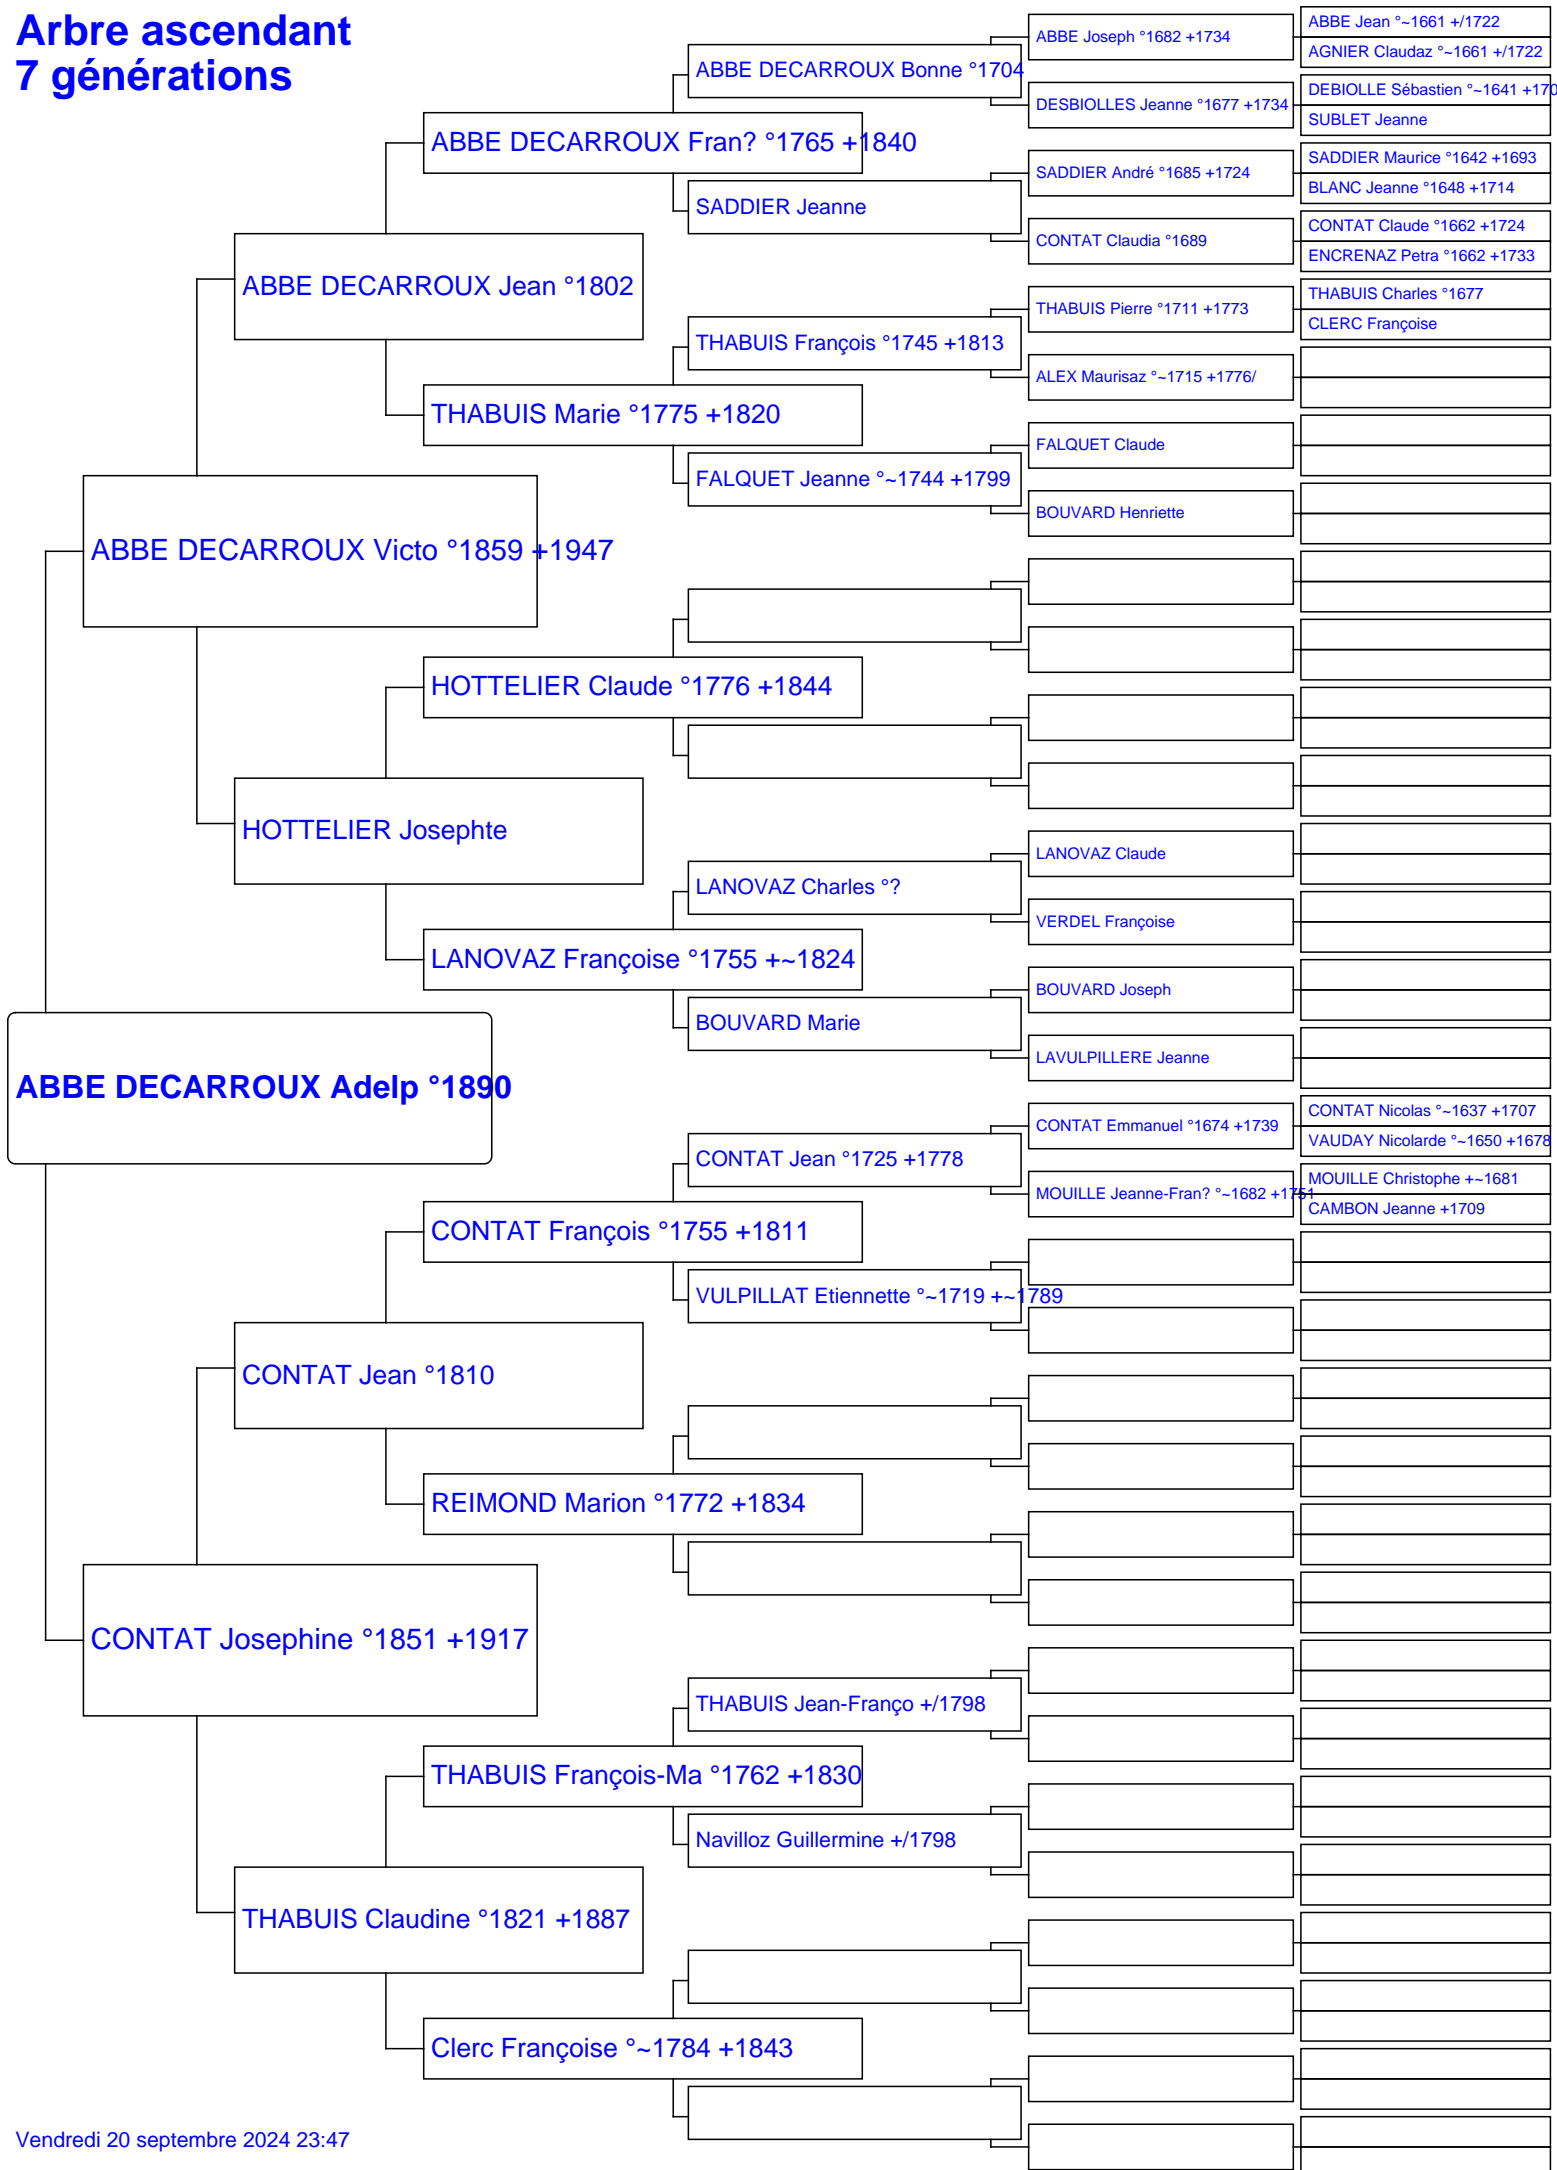 Arbre ascendant
7 générations
ABBE Jean °~1661 +/1722
ABBE Joseph °1682 +1734
AGNIER Claudaz °~1661 +/1722
ABBE DECARROUX Bonne °1704
DEBIOLLE Sébastien °~1641 +170
DESBIOLLES Jeanne °1677 +1734
SUBLET Jeanne
ABBE DECARROUX Fran? °1765 +1840
SADDIER Maurice °1642 +1693
SADDIER André °1685 +1724
BLANC Jeanne °1648 +1714
SADDIER Jeanne
CONTAT Claude °1662 +1724
CONTAT Claudia °1689
ENCRENAZ Petra °1662 +1733
ABBE DECARROUX Jean °1802
THABUIS Charles °1677
THABUIS Pierre °1711 +1773
CLERC Françoise
THABUIS François °1745 +1813
ALEX Maurisaz °~1715 +1776/
THABUIS Marie °1775 +1820
FALQUET Claude
FALQUET Jeanne °~1744 +1799
BOUVARD Henriette
ABBE DECARROUX Victo °1859 +1947
HOTTELIER Claude °1776 +1844
HOTTELIER Josephte
LANOVAZ Claude
LANOVAZ Charles °?
VERDEL Françoise
LANOVAZ Françoise °1755 +~1824
BOUVARD Joseph
BOUVARD Marie
LAVULPILLERE Jeanne
ABBE DECARROUX Adelp °1890
CONTAT Nicolas °~1637 +1707
CONTAT Emmanuel °1674 +1739
VAUDAY Nicolarde °~1650 +1678
CONTAT Jean °1725 +1778
MOUILLE Christophe +~1681
MOUILLE Jeanne-Fran? °~1682 +1751
CAMBON Jeanne +1709
CONTAT François °1755 +1811
VULPILLAT Etiennette °~1719 +~1789
CONTAT Jean °1810
REIMOND Marion °1772 +1834
CONTAT Josephine °1851 +1917
THABUIS Jean-Franço +/1798
THABUIS François-Ma °1762 +1830
Navilloz Guillermine +/1798
THABUIS Claudine °1821 +1887
Clerc Françoise °~1784 +1843
Vendredi 20 septembre 2024 23:47